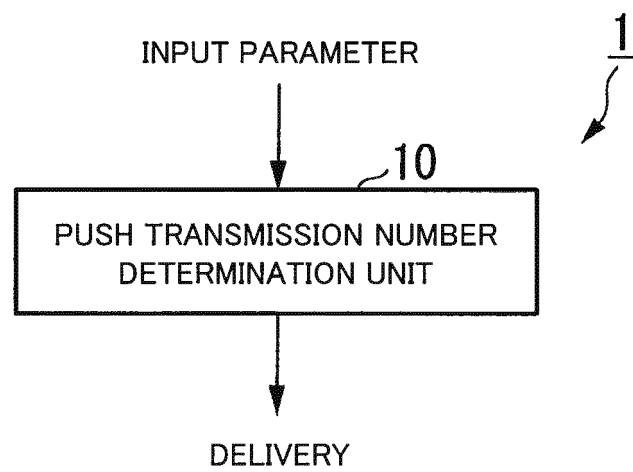 1
INPUT PARAMETER
10
PUSH TRANSMISSION NUMBER
DETERMINATION UNIT
DELIVERY